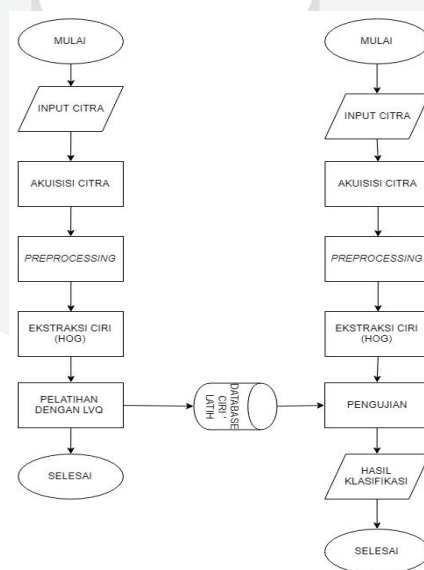 MULAI
INPUT CITRA
AKUISISI CITRA
PREPROCESSING
EKSTRAKSI CIRI
(HOG)
PELATIHAN
DENGAN LVQ
SELESAI
DATABASE
CIRI '
LATIH
MULAI
INPUT CITRA
AKUISISI CITRA
PREPROCESSING
EKSTRAKSI CIRI
(HOG)
PENGUJIAN
HASIL
KLASIFIKASI
SELESAI